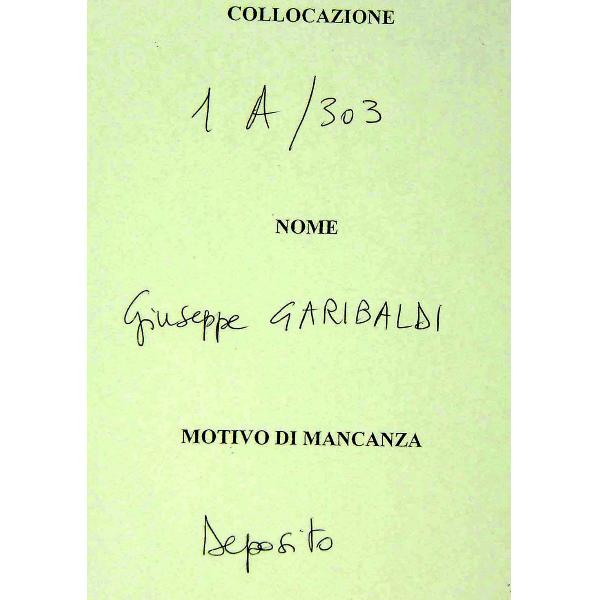 COLLOCAZIONE
1 A/303
NOME
Giuseppe GARIBALDI
MOTIVO DI MANCANZA
Deposito